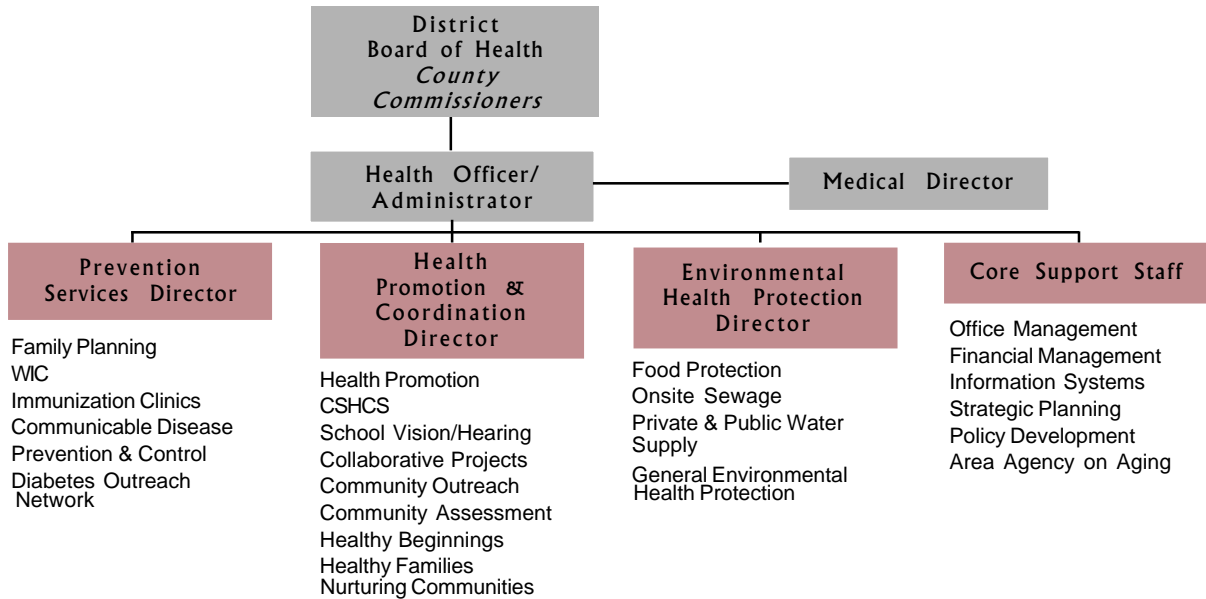 District
Board of Health
County
Commissioners
Health Officer/
Administrator
Medical Director
Prevention
Services Director
Family Planning
WIC
Immunization Clinics
Communicable Disease
Prevention & Control
Diabetes Outreach
Network
Health
Promotion &
Coordination
Director
Health Promotion
CSHCS
School Vision/Hearing
Collaborative Projects
Community Outreach
Community Assessment
Healthy Beginnings
Healthy Families
Nurturing Communities
Environmental
Health Protection
Director
Food Protection
Onsite Sewage
Private & Public Water
Supply
General Environmental
Health Protection
Core Support Staff
Office Management
Financial Management
Information Systems
Strategic Planning
Policy Development
Area Agency on Aging